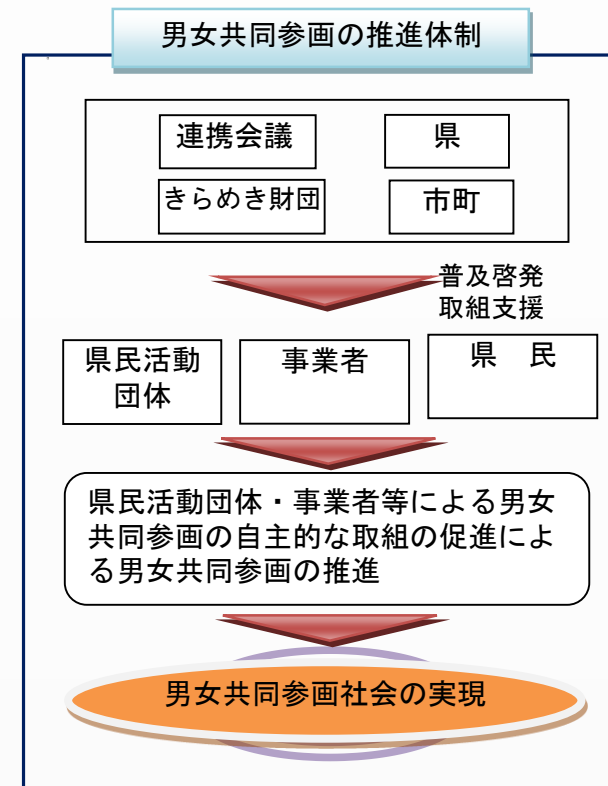 男女共同参画の推進体制
連携会議
県
きらめき財団
市町
普及啓発
取組支援
県民活動
団体
事業者
県　民
県民活動団体・事業者等による男女
共同参画の自主的な取組の促進によ
る男女共同参画の推進
男女共同参画社会の実現